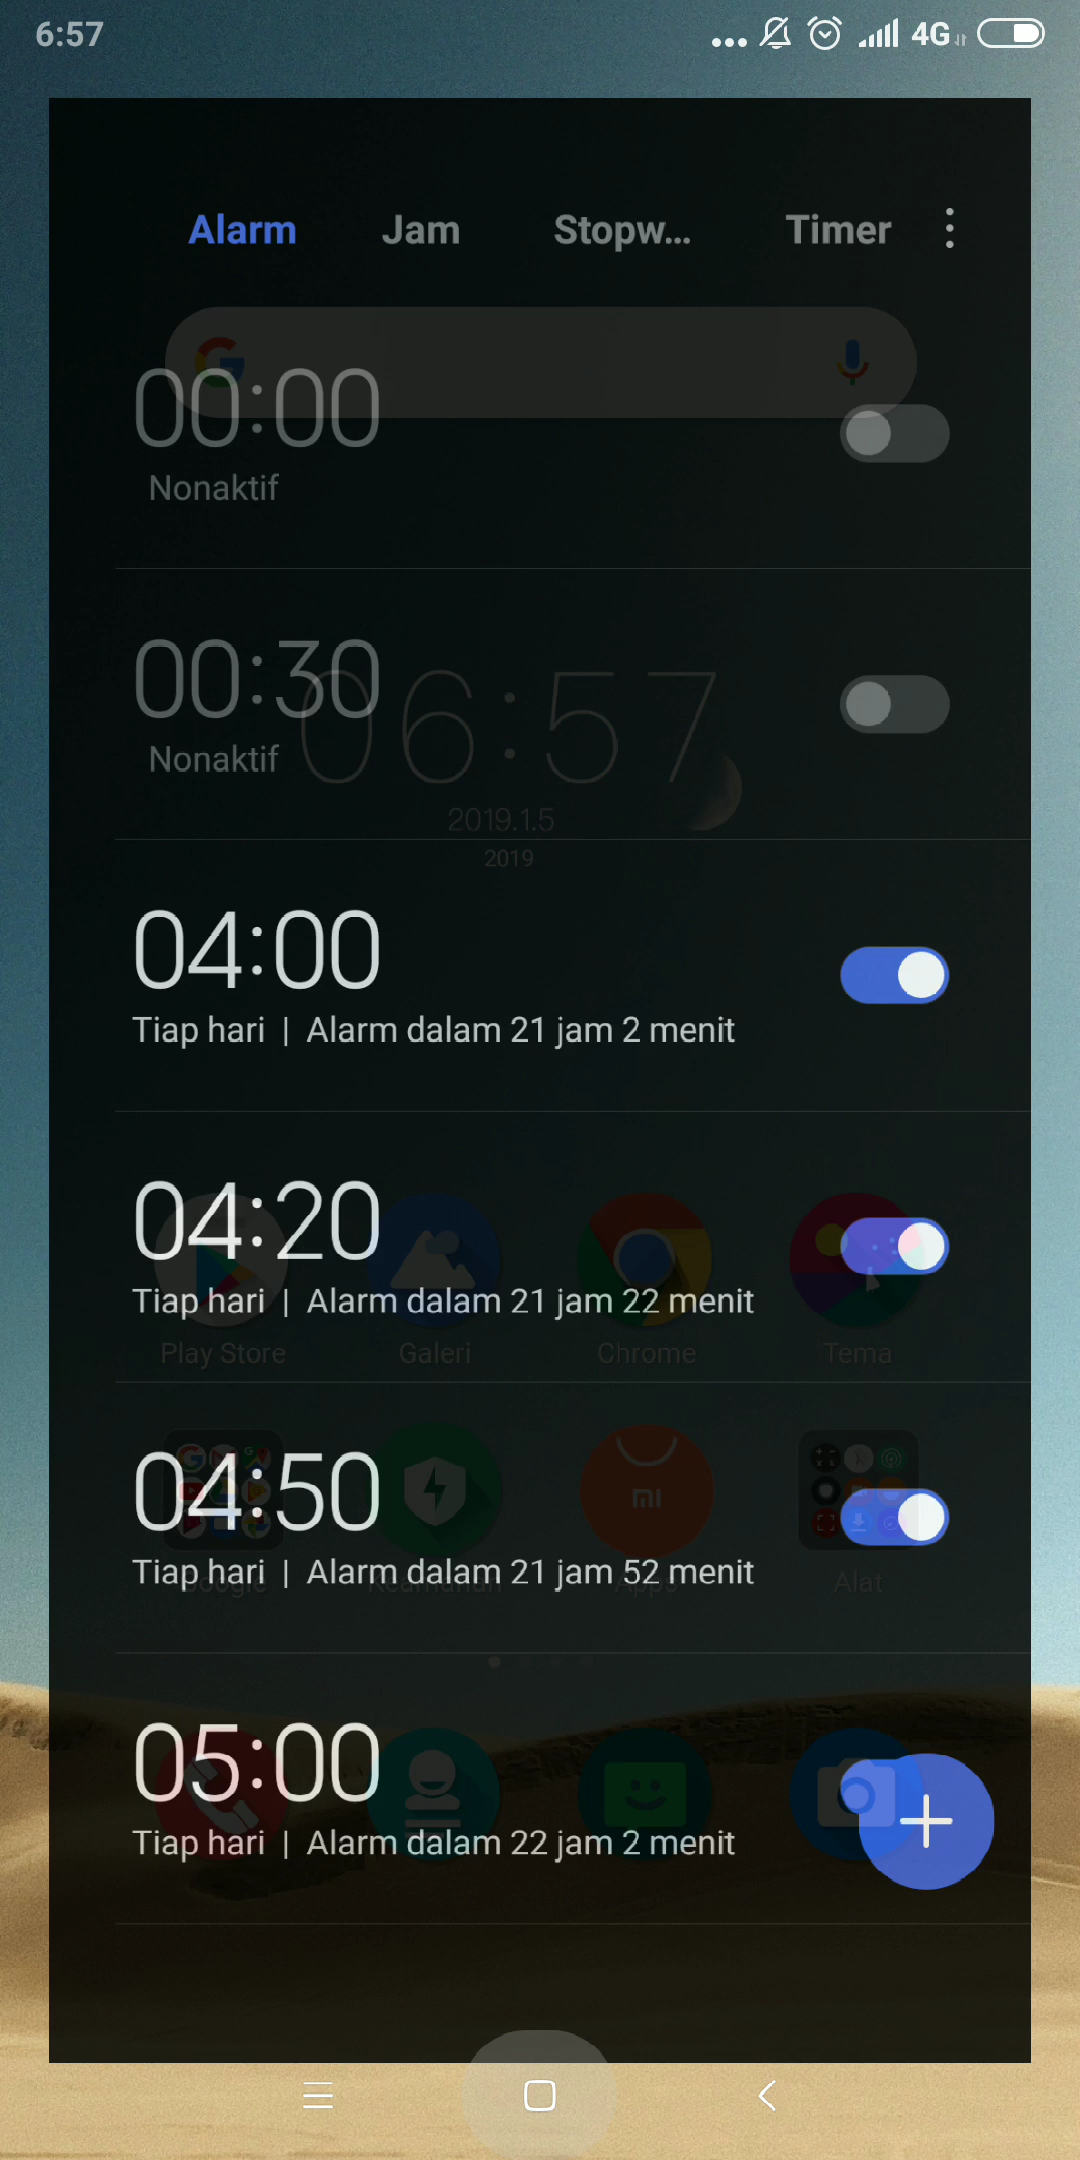 6:57
4G
Alarm Jam Stopw... Timer
00:00
Nonaktif
00:30
06:57
Nonaktif
2019.1.5
2019
04:00
Tiap hari | Alarm dalam 21 jam 2 menit
04:20
Tiap hari | Alarm dalam 21 jam 22 menit
Play Store Galeri Chrome Tema
04:50
Tiap hari | Alarm dalam 21 jam 52 menit
Google Keamanan Apps Alat
05:00
Tiap hari | Alarm dalam 22 jam 2 menit